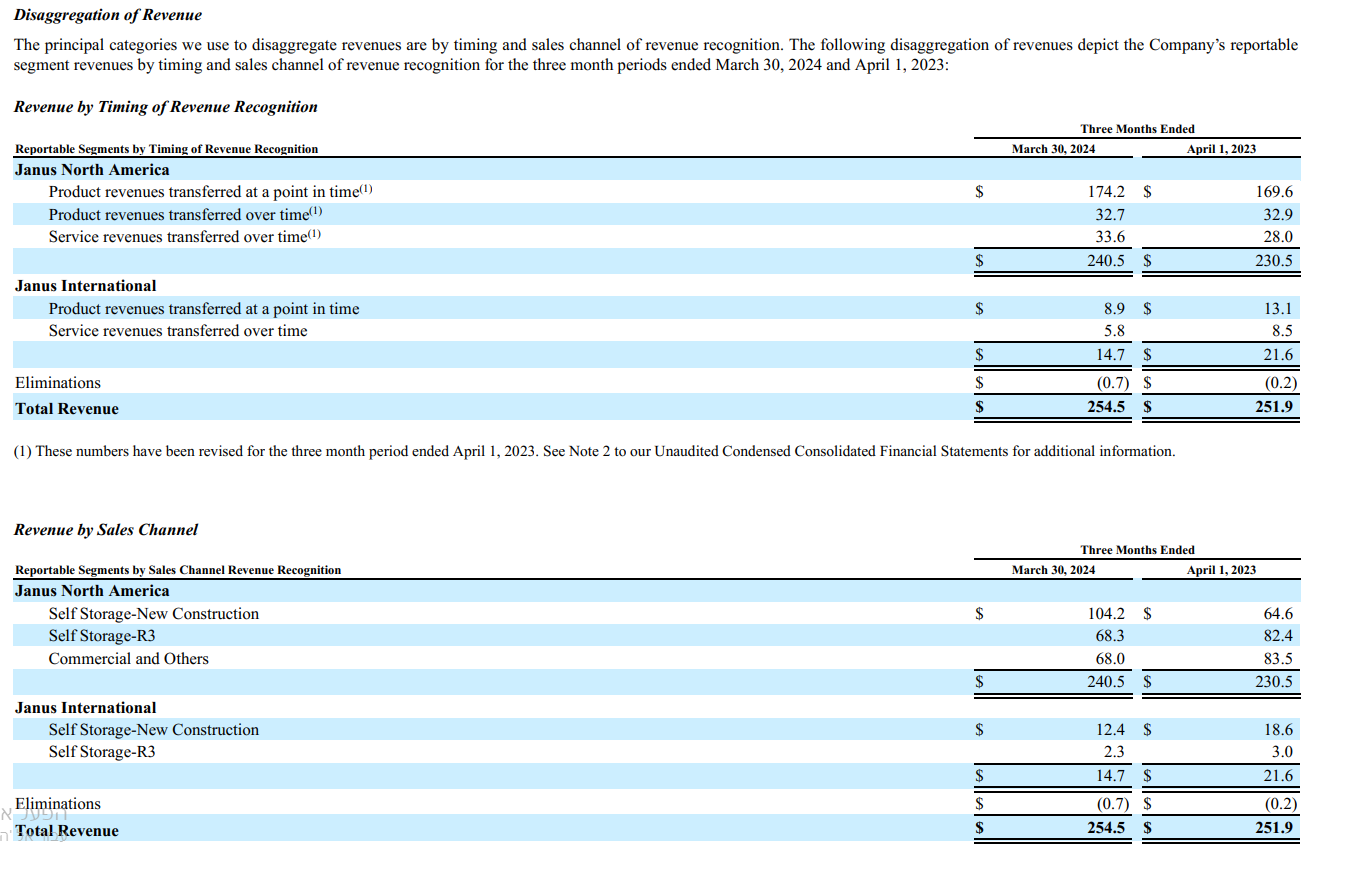 Disaggregation of Revenue
The principal categories we use to disaggregate revenues are by timing and sales channel of revenue recognition. The following disaggregation of revenues depict the Company’s reportable
segment revenues by timing and sales channel of revenue recognition for the three month periods ended March 30, 2024 and April 1, 2023:
Revenue by Timing of Revenue Recognition
Three Months Ended
Reportable Segments by Timing of Revenue Recognition March 30, 2024 April 1, 2023
Janus North America
Product revenues transferred at a point in time(1) $ 174.2 $ 169.6
Product revenues transferred over time(1) 32.7 32.9
Service revenues transferred over time(1) 33.6 28.0
$ 240.5 $ 230.5
Janus International
Product revenues transferred at a point in time $ 8.9 $ 13.1
Service revenues transferred over time 5.8 8.5
$ 14.7 $ 21.6
Eliminations $ (0.7) $ (0.2)
Total Revenue $ 254.5 $ 251.9
(1) These numbers have been revised for the three month period ended April 1, 2023. See Note 2 to our Unaudited Condensed Consolidated Financial Statements for additional information.
Revenue by Sales Channel
Three Months Ended
Reportable Segments by Sales Channel Revenue Recognition March 30, 2024 April 1, 2023
Janus North America
Self Storage-New Construction $ 104.2 $ 64.6
Self Storage-R3 68.3 82.4
Commercial and Others 68.0 83.5
$ 240.5 $ 230.5
Janus International
Self Storage-New Construction $ 12.4 $ 18.6
Self Storage-R3 2.3 3.0
$ 14.7 $ 21.6
Eliminations $ (0.7) $ (0.2)
Total Revenue $ 254.5 $ 251.9